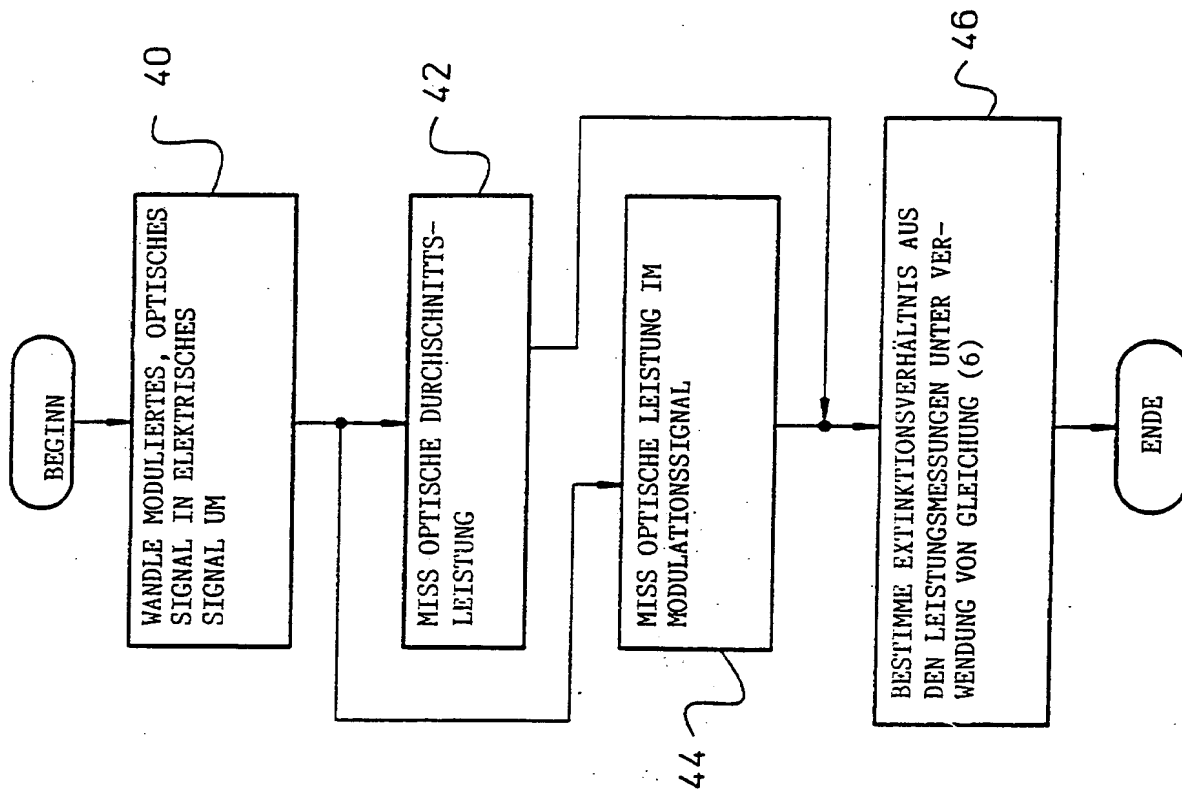 BEGINN
WANDLE MODULIERTES, OPTISCHES
SIGNAL IN ELEKTRISCHES
SIGNAL UM
40
MISS OPTISCHE DURCHSCHNITTS-
LEISTUNG
42
MISS OPTISCHE LEISTUNG IM
MODULATIONSSIGNAL
44
BESTIMME EXTINKTIONSVERHÄLTNIS AUS
DEN LEISTUNGSMESSUNGEN UNTER VER-
WENDUNG VON GLEICHUNG (6)
46
ENDE